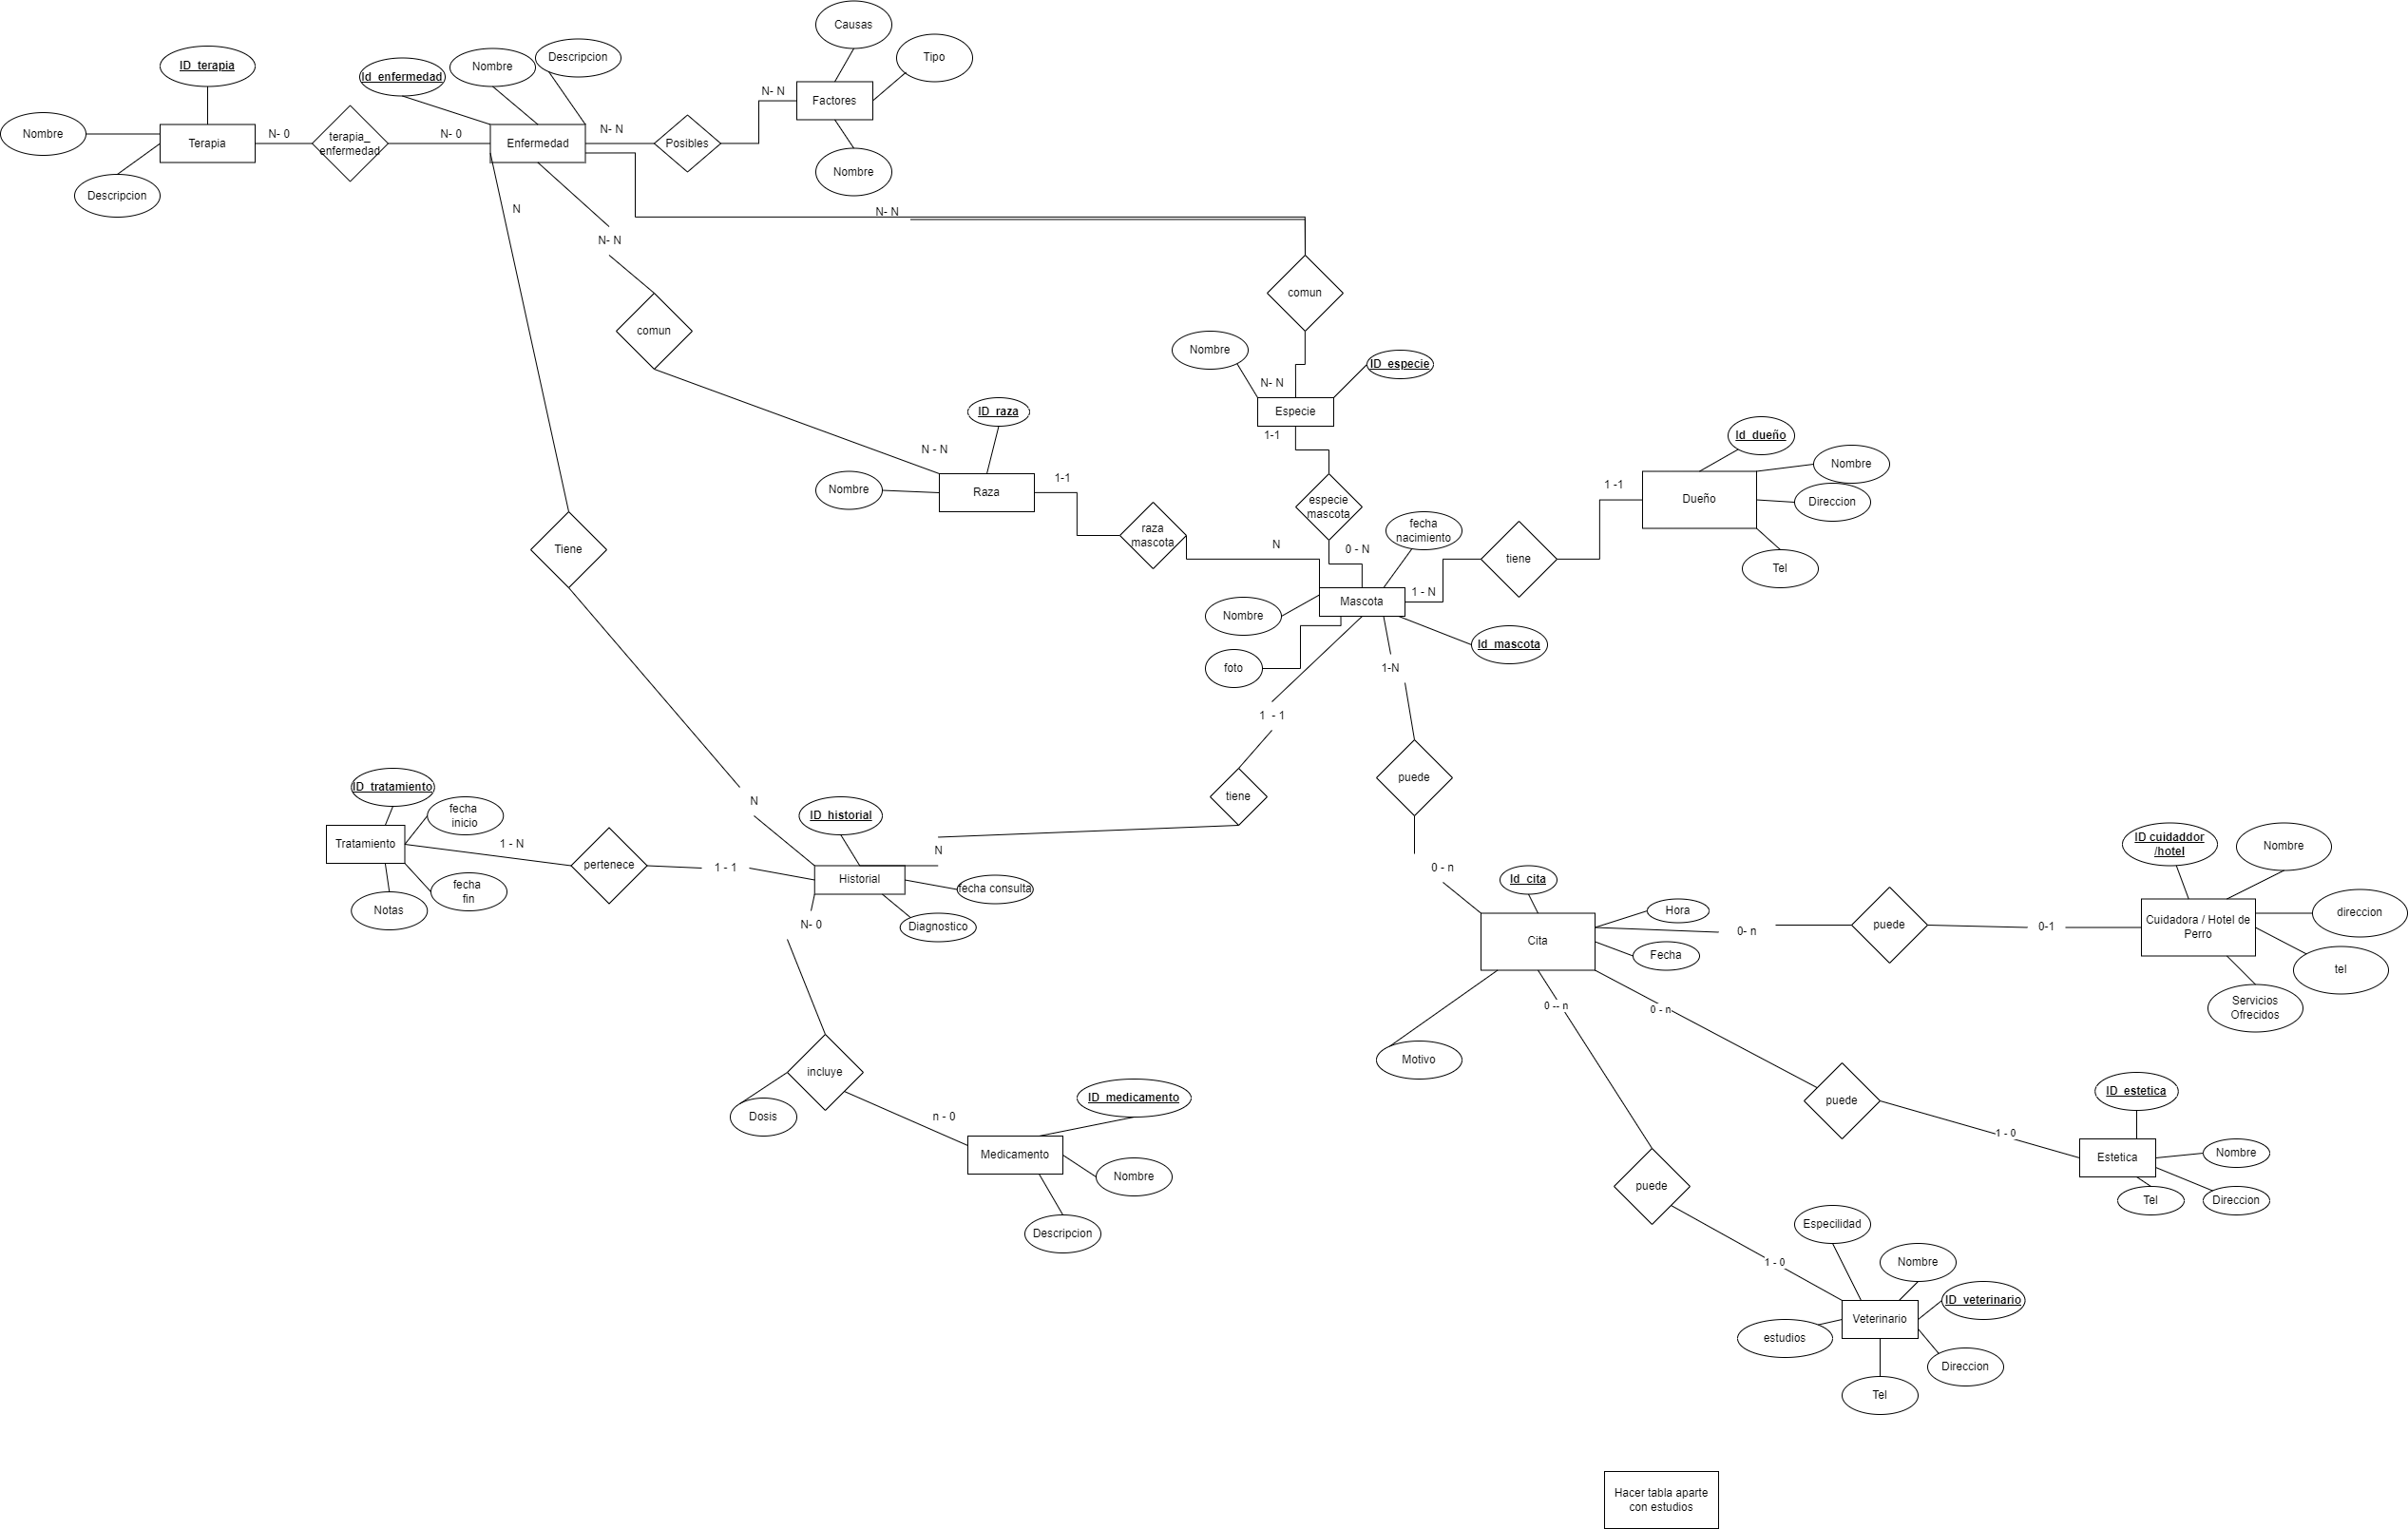 Causas
Tipo
N- N
Factores
Nombre
ID_terapia
Id_enfermedad
Nombre
Descripcion
Nombre
Terapia
N- 0
terapia_
enfermedad
N- 0
Enfermedad
N- N
Posibles
Descripcion
N
N- N
N- N
comun
comun
Nombre
ID_especie
N- N
Especie
1-1
ID_raza
N - N
Nombre
Raza
1-1
raza
mascota
N
especie
mascota
0 - N
fecha
nacimiento
Id_dueño
Nombre
Direccion
Dueño
1 -1
Tel
tiene
1 - N
Mascota
Nombre
foto
Id_mascota
Tiene
1 - 1
1-N
puede
tiene
N
ID_tratamiento
fecha
inicio
Tratamiento
1 - N
fecha
fin
Notas
pertenece
1 - 1
ID_historial
N
Historial
fecha consulta
Diagnostico
N- 0
incluye
Dosis
n - 0
ID_medicamento
Medicamento
Nombre
Descripcion
0 - n
Id_cita
Hora
Cita
Fecha
Motivo
0- n
puede
0-1
ID cuidaddor
/hotel
Nombre
Cuidadora / Hotel de
Perro
direccion
tel
Servicios
Ofrecidos
0 -- n
0 - n
puede
1 - 0
ID_estetica
Estetica
Nombre
Tel
Direccion
puede
1 - 0
Especilidad
Nombre
ID_veterinario
Veterinario
estudios
Direccion
Tel
Hacer tabla aparte
con estudios